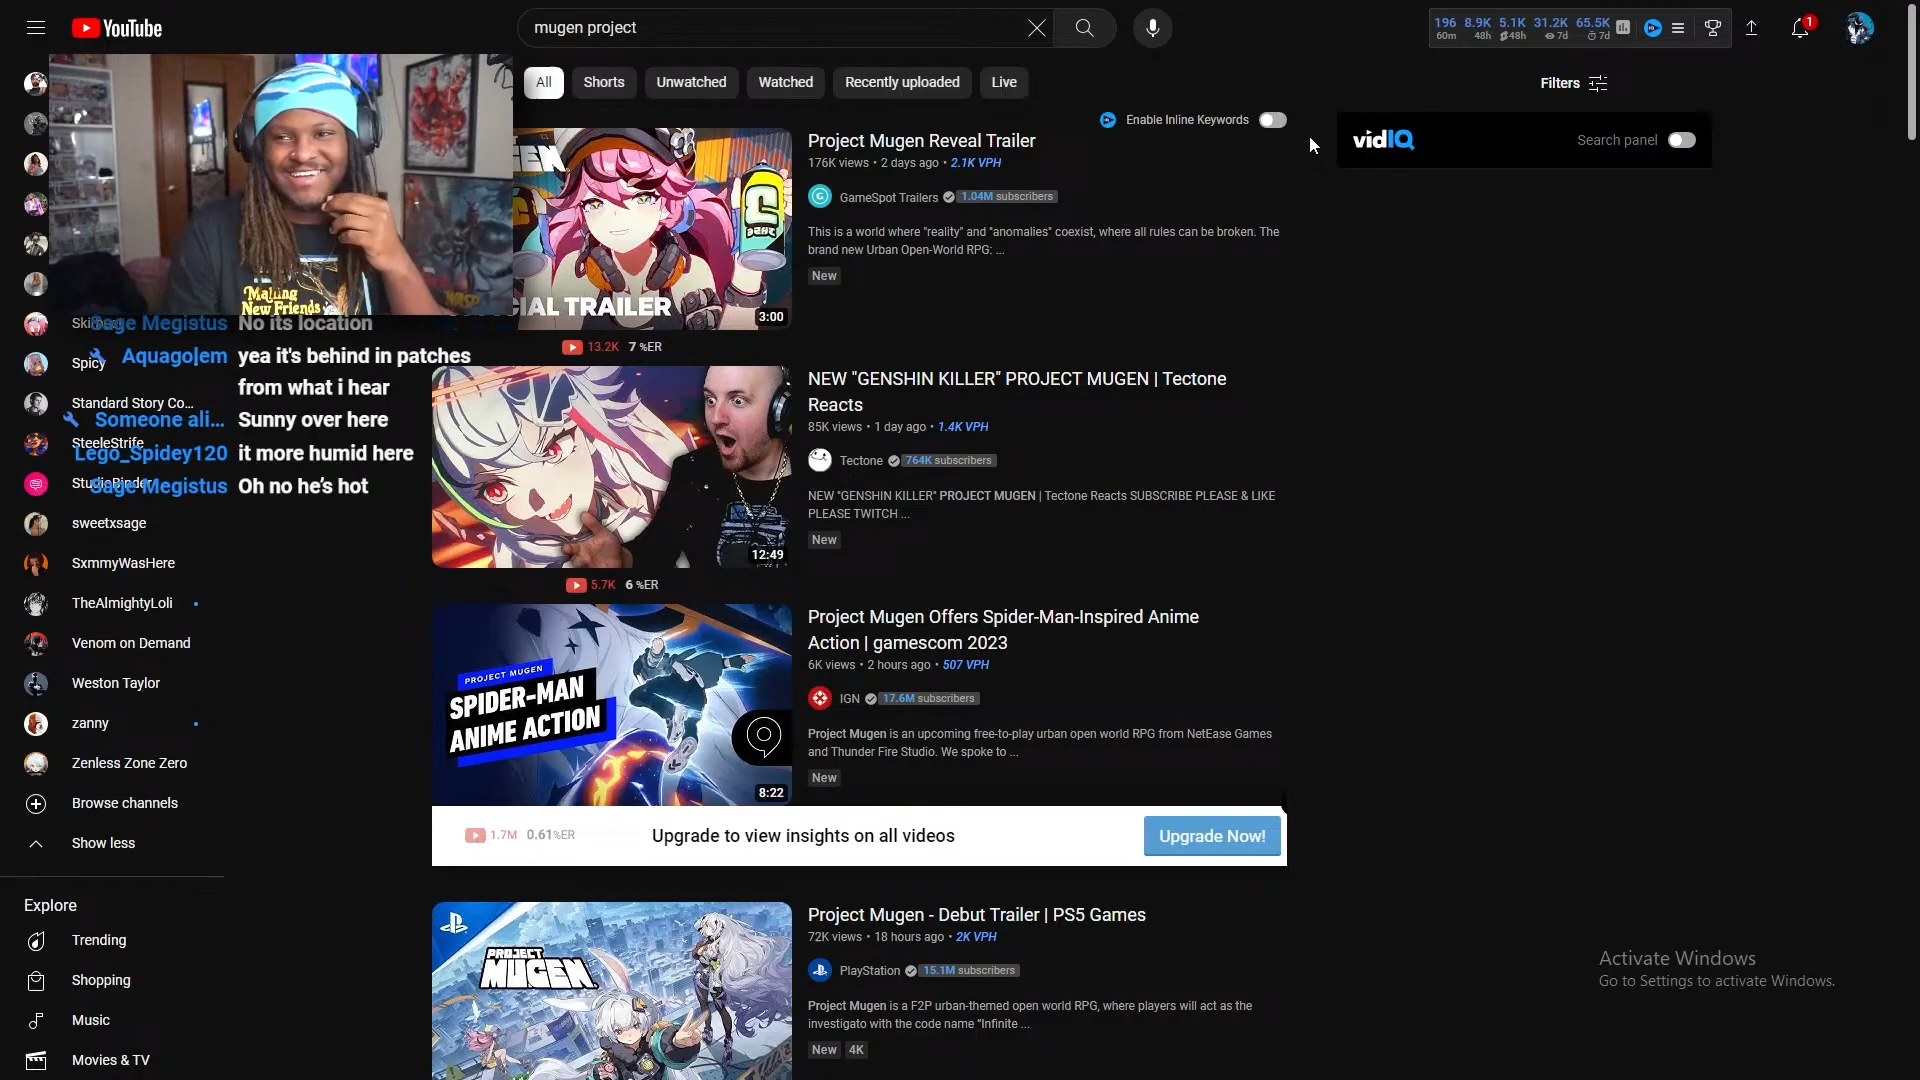 YouTube
mugen project
196 8.9K 5.1K 31.2K 65.5K
60m 48h 48h 7d 7d
1
All
Shorts
Unwatched
Watched
Recently uploaded
Live
Filters
Enable Inline Keywords
vidIQ
Search panel
Making
New Friends
IAL TRAILER
3:00
Project Mugen Reveal Trailer
176K views • 2 days ago • 2.1K VPH
GameSpot Trailers 1.04M subscribers
This is a world where "reality" and "anomalies" coexist, where all rules can be broken. The
brand new Urban Open-World RPG: ...
New
13.2K 7 %ER
Sage Megistus No its location
Aquagolem yea it's behind in patches
from what i hear
Someone ali... Sunny over here
Lego_Spidey120 it more humid here
Sage Megistus Oh no he's hot
Spicy
Standard Story Co...
SteeleStrife
StudioBinder
sweetxsage
SxmmyWasHere
TheAlmightyLoli
Venom on Demand
Weston Taylor
zanny
Zenless Zone Zero
Browse channels
Show less
Explore
Trending
Shopping
Music
Movies & TV
12:49
NEW "GENSHIN KILLER" PROJECT MUGEN | Tectone
Reacts
85K views • 1 day ago • 1.4K VPH
Tectone 764K subscribers
NEW "GENSHIN KILLER" PROJECT MUGEN | Tectone Reacts SUBSCRIBE PLEASE & LIKE
PLEASE TWITCH ...
New
5.7K 6 %ER
PROJECT MUGEN
SPIDER-MAN
ANIME ACTION
8:22
Project Mugen Offers Spider-Man-Inspired Anime
Action | gamescom 2023
6K views • 2 hours ago • 507 VPH
IGN 17.6M subscribers
Project Mugen is an upcoming free-to-play urban open world RPG from NetEase Games
and Thunder Fire Studio. We spoke to ...
New
1.7M 0.61%ER
Upgrade to view insights on all videos
Upgrade Now!
PROJECT
MUGEN
Project Mugen - Debut Trailer | PS5 Games
72K views • 18 hours ago • 2K VPH
PlayStation 15.1M subscribers
Project Mugen is a F2P urban-themed open world RPG, where players will act as the
investigato with the code name "Infinite ...
New 4K
Activate Windows
Go to Settings to activate Windows.